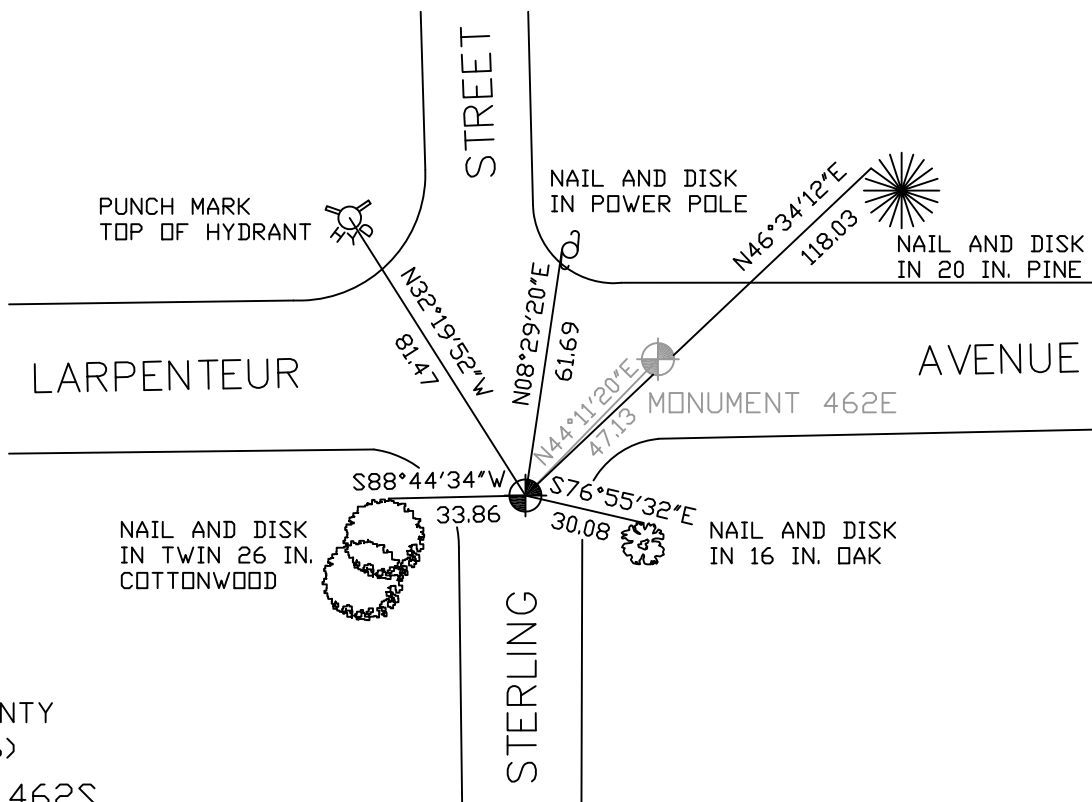 STREET
NAIL AND DISK
IN POWER POLE
PUNCH MARK
TOP OF HYDRANT
HYD
N46°34'12"E
118.03
NAIL AND DISK
IN 20 IN. PINE
N32°19'52"W
81.47
N08°29'20"E
61.69
LARPENTEUR
AVENUE
N44°11'20"E
47.13
MONUMENT 462E
S88°44'34"W
33.86
S76°55'32"E
30.08
NAIL AND DISK
IN TWIN 26 IN.
COTTONWOOD
NAIL AND DISK
IN 16 IN. OAK
STERLING
NTY
)
462S